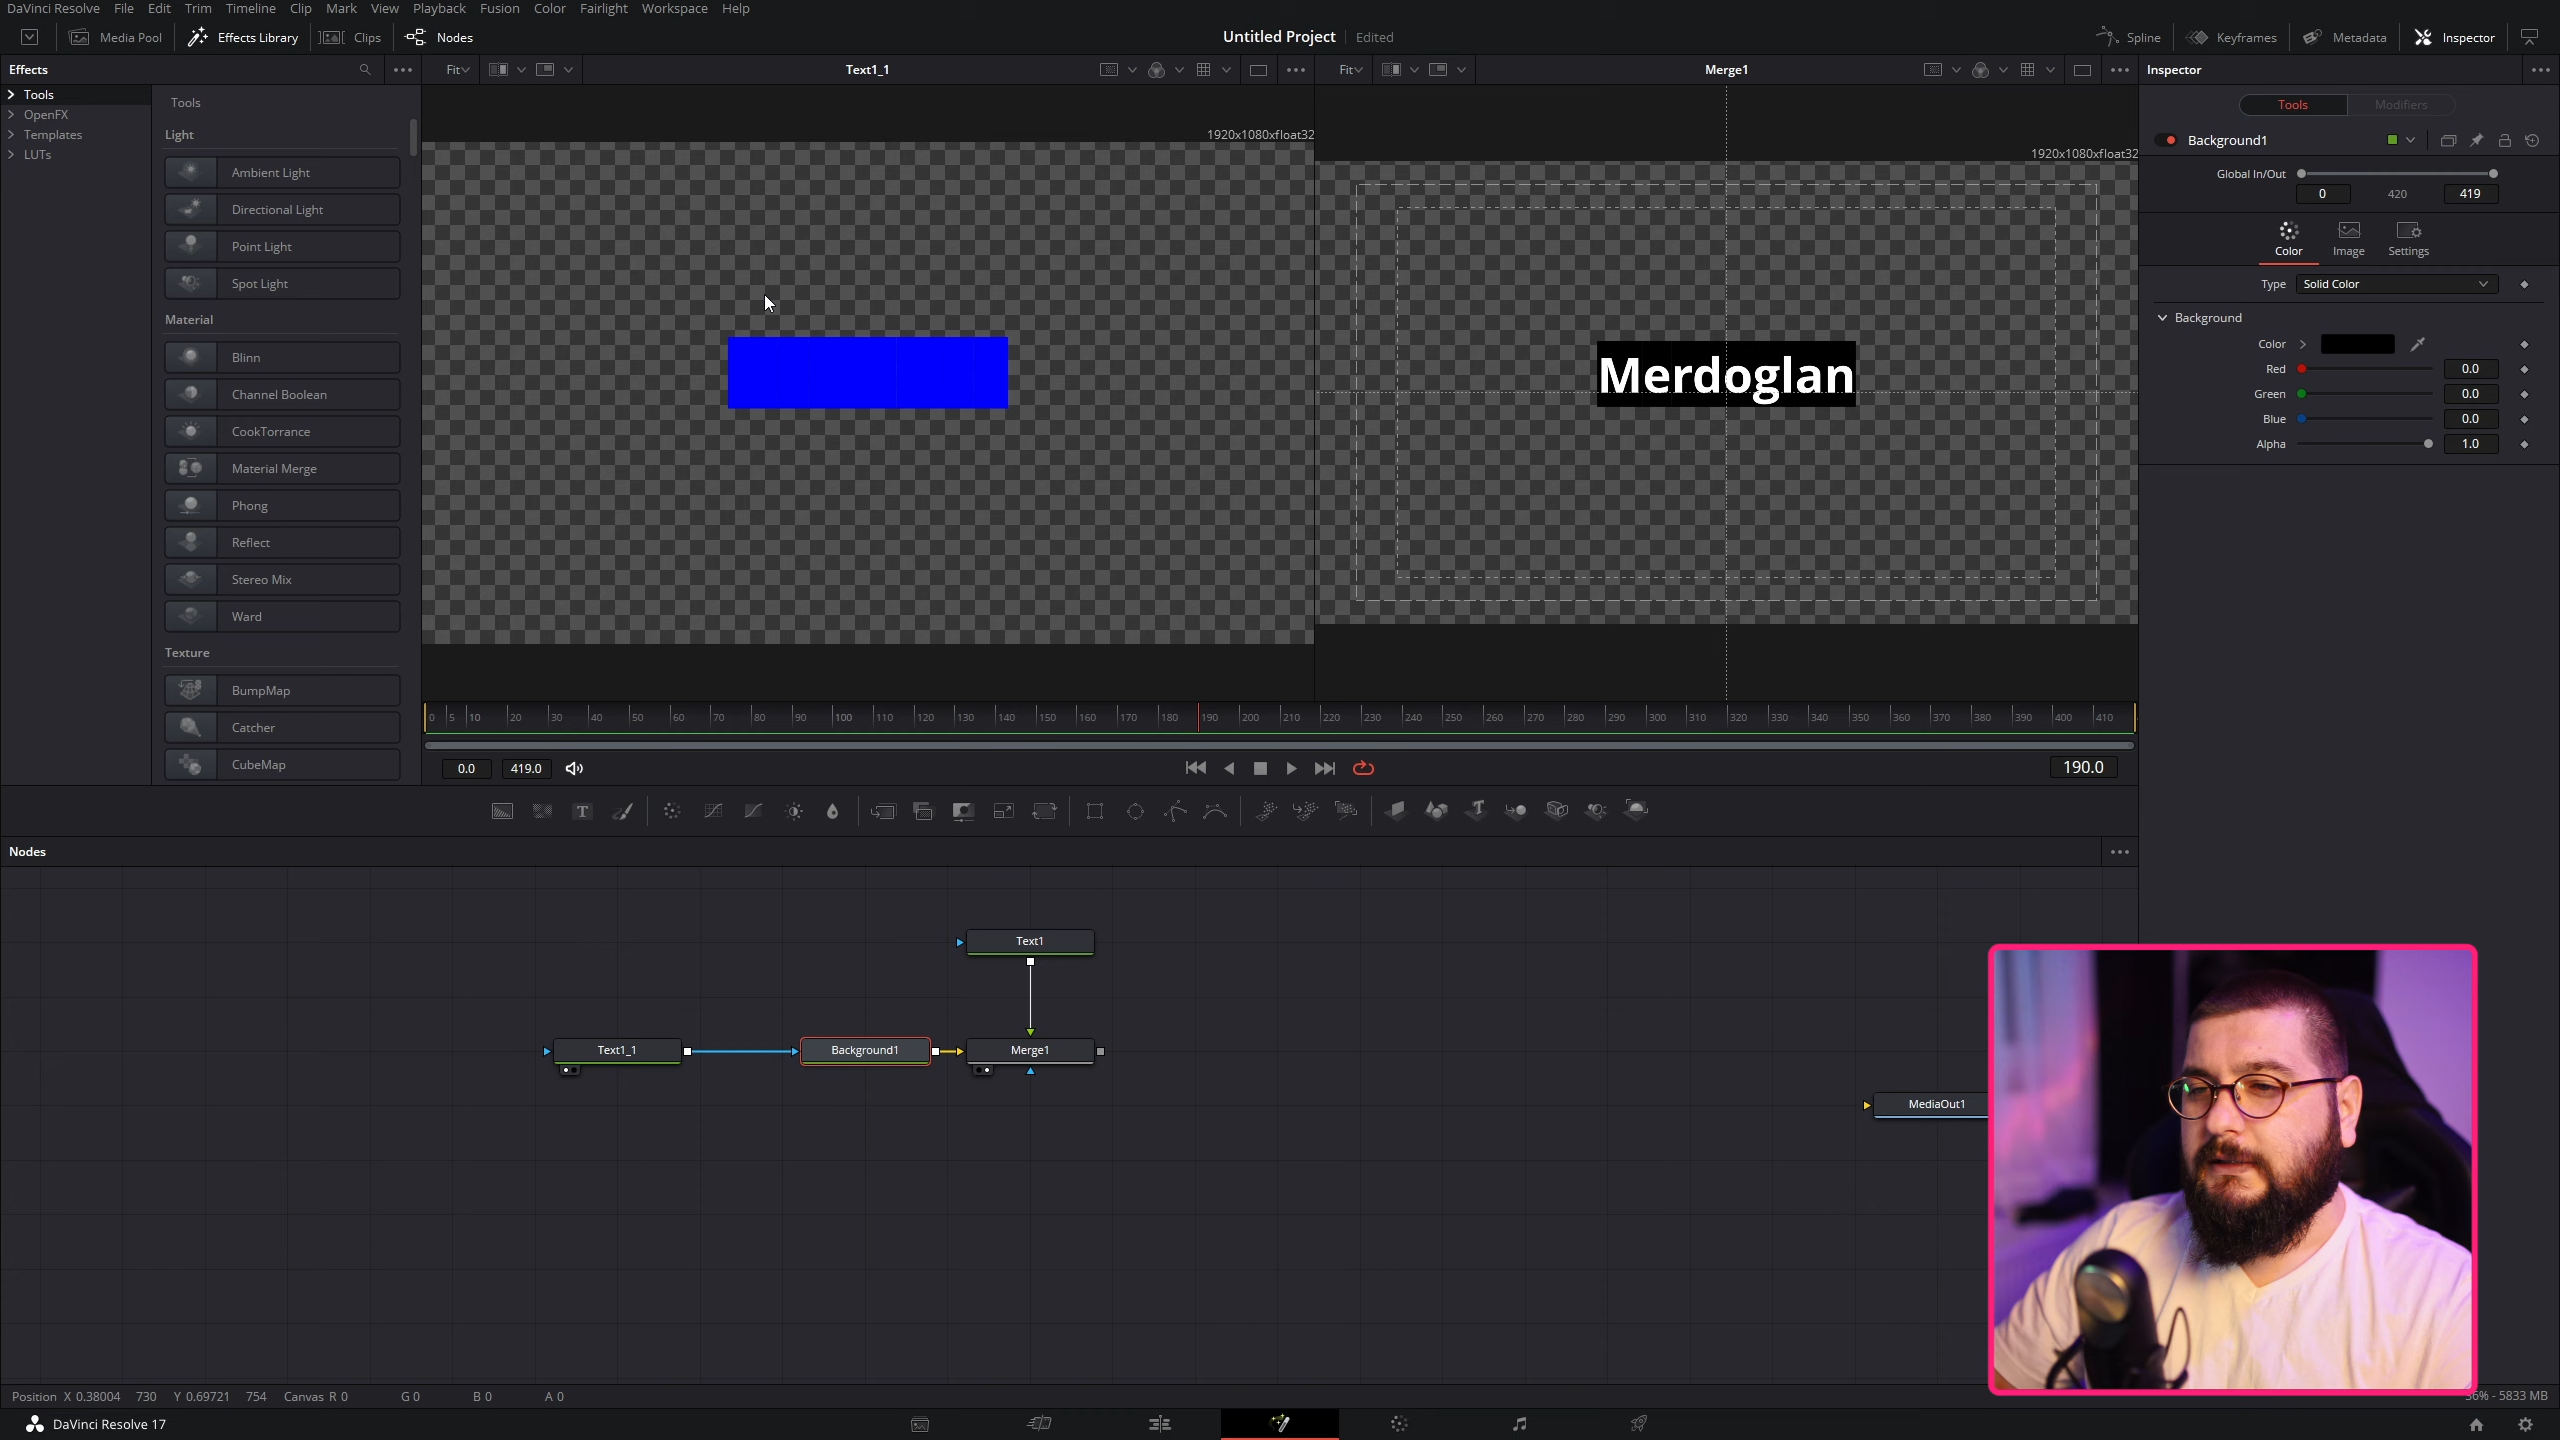 DaVinci Resolve File Edit Trim Timeline Clip Mark View Playback Fusion Color Fairlight Workspace Help
Media Pool Effects Library Clips Nodes Untitled Project Edited Spline Keyframes Metadata Inspector
Effects Fit Text1_1 Fit Merge1 Inspector
Tools
OpenFX
Templates
LUTs
Tools
Light
Ambient Light
Directional Light
Point Light
Spot Light
Material
Blinn
Channel Boolean
CookTorrance
Material Merge
Phong
Reflect
Stereo Mix
Ward
Texture
BumpMap
Catcher
CubeMap
1920x1080xfloat32
1920x1080xfloat32
Merdoglan
Tools Modifiers
Background1
Global In/Out
0 420 419
Color Image Settings
Type Solid Color
Background
Color
Red 0.0
Green 0.0
Blue 0.0
Alpha 1.0
0 5 10 20 30 40 50 60 70 80 90 100 110 120 130 140 150 160 170 180 190 200 210 220 230 240 250 260 270 280 290 300 310 320 330 340 350 360 370 380 390 400 410
0.0 419.0 190.0
Nodes
Text1
Text1_1 Background1 Merge1
MediaOut1
Position X 0.38004 730 Y 0.69721 754 Canvas R 0 G 0 B 0 A 0 36% - 5833 MB
DaVinci Resolve 17